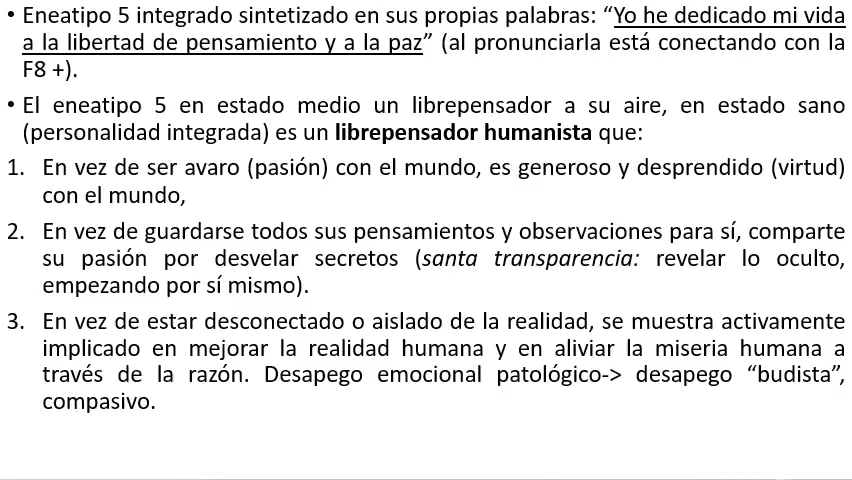 • Eneatipo 5 integrado sintetizado en sus propias palabras: “Yo he dedicado mi vida
a la libertad de pensamiento y a la paz” (al pronunciarla está conectando con la
F8 +).
• El eneatipo 5 en estado medio un librepensador a su aire, en estado sano
(personalidad integrada) es un librepensador humanista que:
1. En vez de ser avaro (pasión) con el mundo, es generoso y desprendido (virtud)
con el mundo,
2. En vez de guardarse todos sus pensamientos y observaciones para sí, comparte
su pasión por desvelar secretos (santa transparencia: revelar lo oculto,
empezando por sí mismo).
3. En vez de estar desconectado o aislado de la realidad, se muestra activamente
implicado en mejorar la realidad humana y en aliviar la miseria humana a
través de la razón. Desapego emocional patológico-> desapego “budista”,
compasivo.